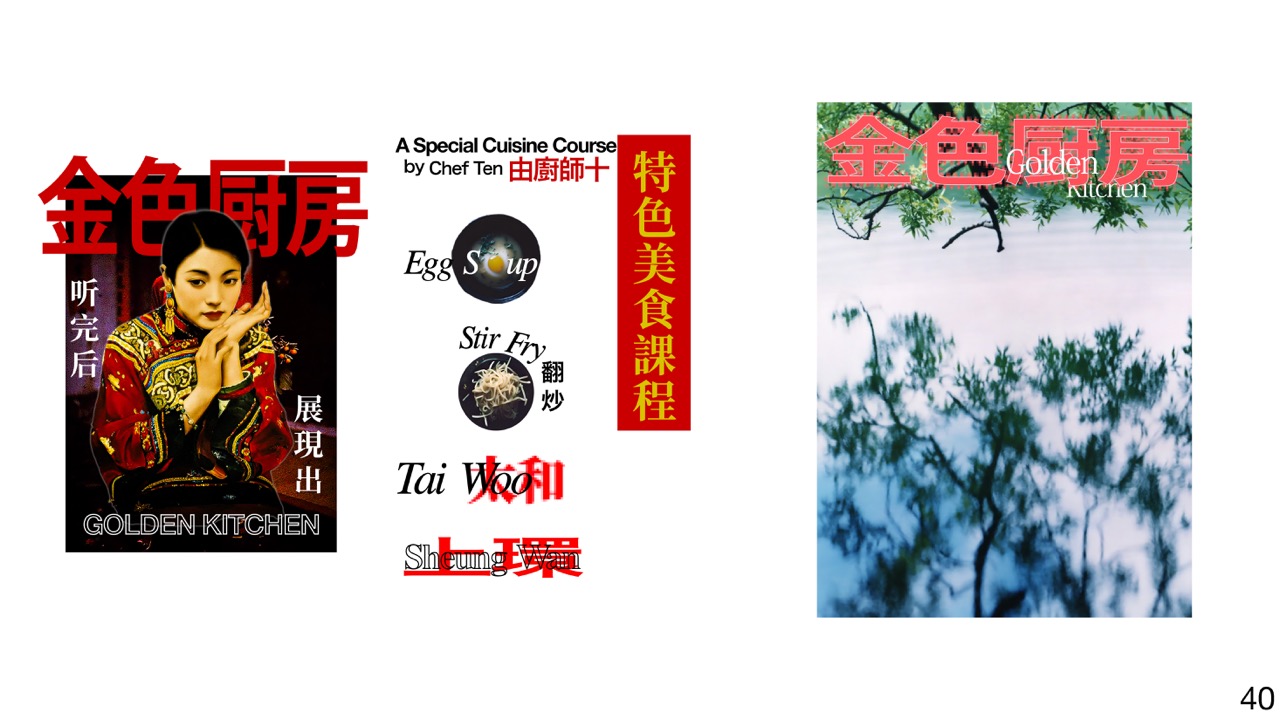 金色厨房
听完后
展現出
GOLDEN KITCHEN
A Special Cuisine Course
by Chef Ten 由廚師十
特色美食課程
Egg Soup
Stir Fry
翻炒
Tai Woo 太和
Sheung Wan 上環
金色厨房
Golden
kitchen
40